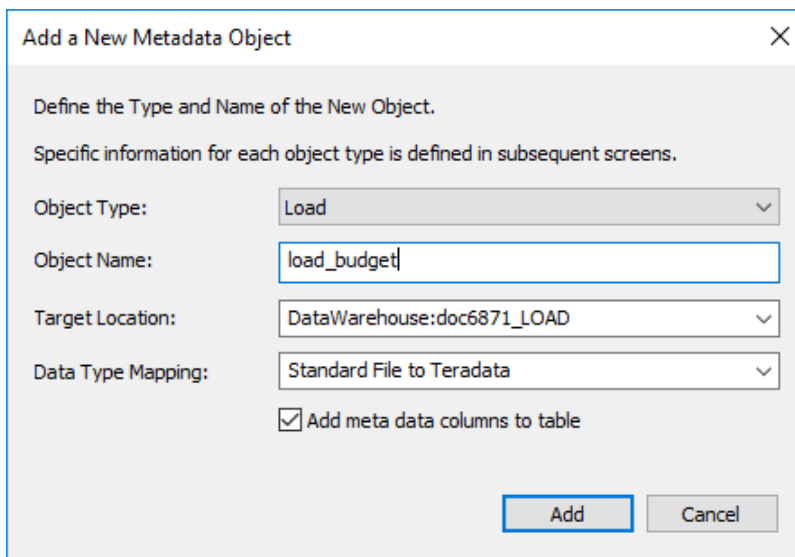 Add a New Metadata Object
Define the Type and Name of the New Object.
Specific information for each object type is defined in subsequent screens.
Object Type: Load
Object Name: load_budget
Target Location: DataWarehouse:doc6871_LOAD
Data Type Mapping: Standard File to Teradata
Add meta data columns to table
Add Cancel